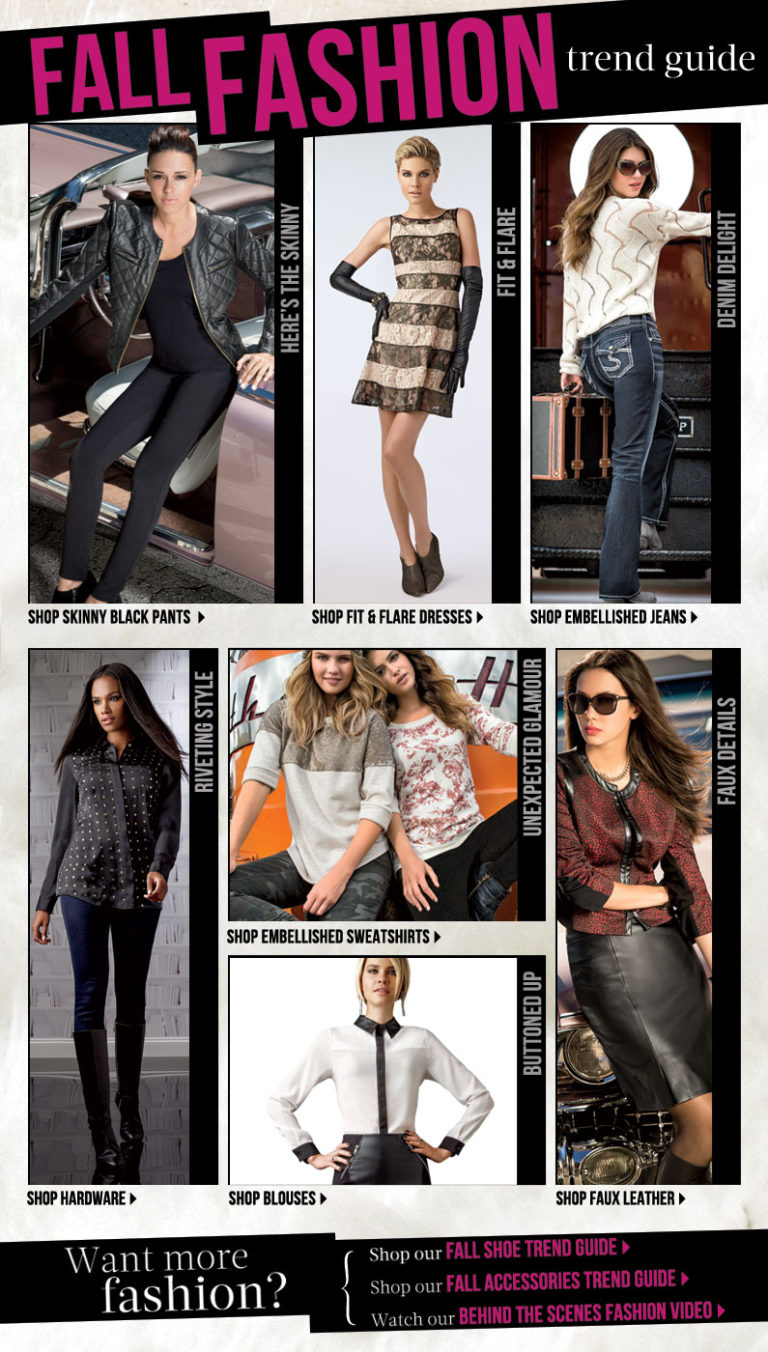 FALL FASHION trend guide
HERE'S THE SKINNY
FIT & FLARE
DENIM DELIGHT
SHOP SKINNY BLACK PANTS
SHOP FIT & FLARE DRESSES
SHOP EMBELLISHED JEANS
RIVETING STYLE
UNEXPECTED GLAMOUR
FAUX DETAILS
SHOP EMBELLISHED SWEATSHIRTS
BUTTONED UP
SHOP HARDWARE
SHOP BLOUSES
SHOP FAUX LEATHER
Want more
fashion?
Shop our FALL SHOE TREND GUIDE
Shop our FALL ACCESSORIES TREND GUIDE
Watch our BEHIND THE SCENES FASHION VIDEO